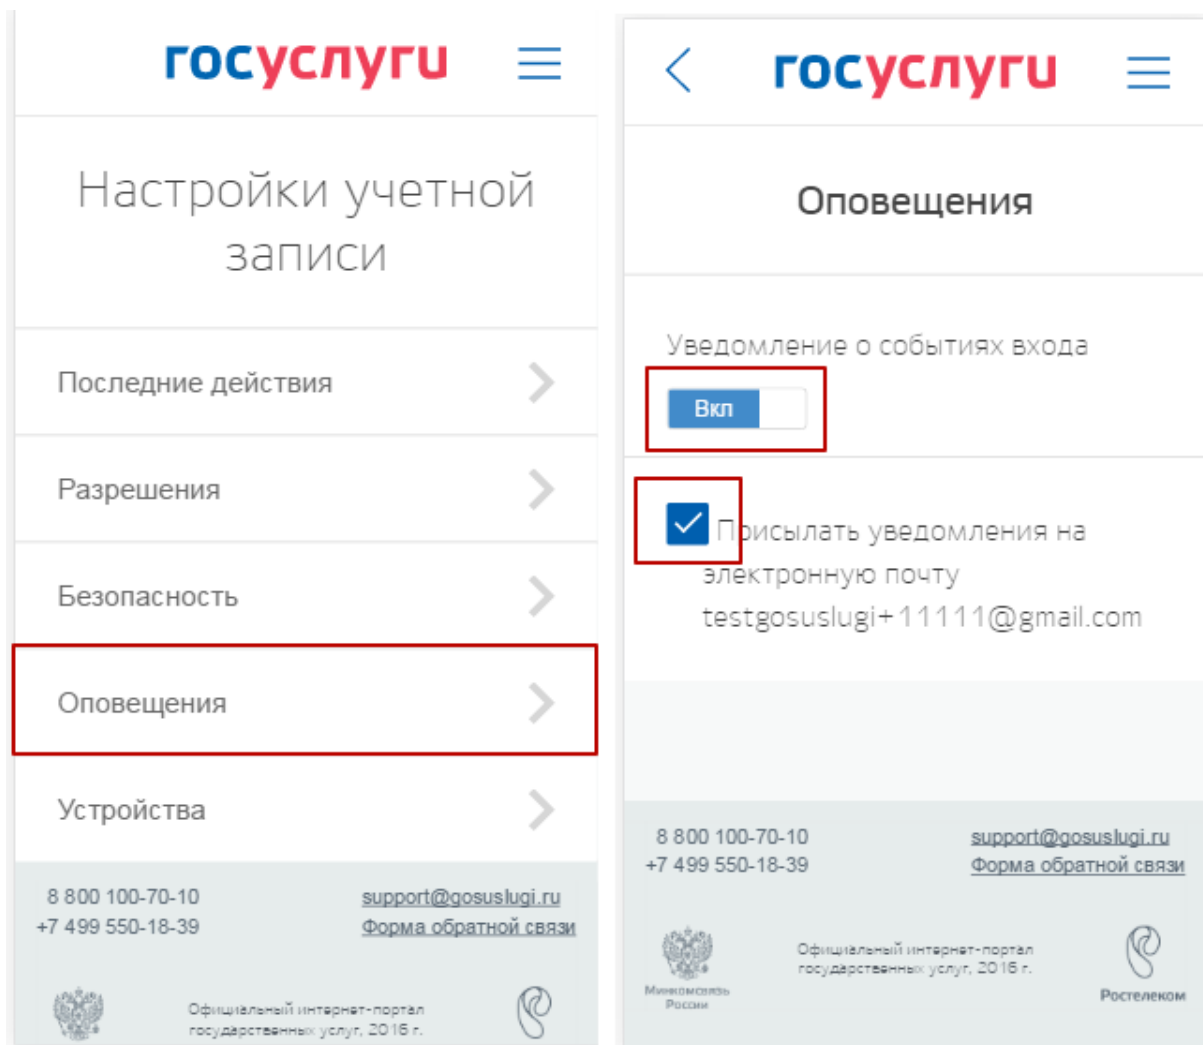 госуслуги
Настройки учетной
записи
Последние действия
Разрешения
Безопасность
Оповещения
Устройства
8 800 100-70-10
support@gosuslugi.ru
+7 499 550-18-39
Форма обратной связи
Официальный интернет-портал
государственных услуг, 2016 г.
госуслуги
Оповещения
Уведомление о событиях входа
Вкл
Присылать уведомления на
электронную почту
testgosuslugi+11111@gmail.com
8 800 100-70-10
support@gosuslugi.ru
+7 499 550-18-39
Форма обратной связи
Минкомсвязь
России
Официальный интернет-портал
государственных услуг, 2016 г.
Ростелеком